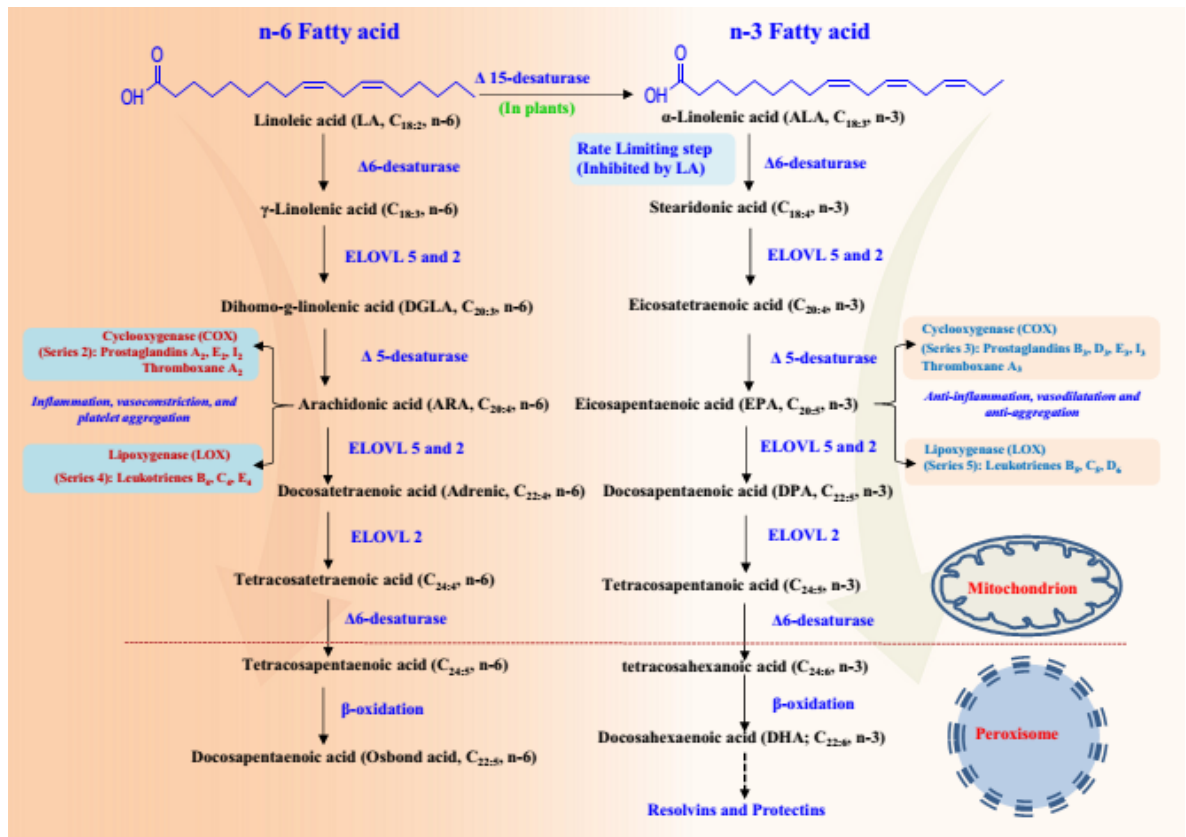 n-6 Fatty acid
n-3 Fatty acid
O
OH
Δ 15-desaturase
(In plants)
O
OH
Linoleic acid (LA, C18:2, n-6)
α-Linolenic acid (ALA, C18:3, n-3)
Δ6-desaturase
Rate Limiting step
(Inhibited by LA)
Δ6-desaturase
γ-Linolenic acid (C18:3, n-6)
Stearidonic acid (C18:4, n-3)
ELOVL 5 and 2
ELOVL 5 and 2
Dihomo-g-linolenic acid (DGLA, C20:3, n-6)
Eicosatetraenoic acid (C20:4, n-3)
Cyclooxygenase (COX)
(Series 2): Prostaglandins A2, E2, I2
Thromboxane A2
Δ 5-desaturase
Δ 5-desaturase
Cyclooxygenase (COX)
(Series 3): Prostaglandins B3, D3, E3, I3
Thromboxane A3
Inflammation, vasoconstriction, and
platelet aggregation
Arachidonic acid (ARA, C20:4, n-6)
Eicosapentaenoic acid (EPA, C20:5, n-3)
Anti-inflammation, vasodilatation and
anti-aggregation
ELOVL 5 and 2
ELOVL 5 and 2
Lipoxygenase (LOX)
(Series 4): Leukotrienes B4, C4, E4
Lipoxygenase (LOX)
(Series 5): Leukotrienes B5, C5, D6
Docosatetraenoic acid (Adrenic, C22:4, n-6)
Docosapentaenoic acid (DPA, C22:5, n-3)
ELOVL 2
ELOVL 2
Tetracosatetraenoic acid (C24:4, n-6)
Tetracosapentanoic acid (C24:5, n-3)
Mitochondrion
Δ6-desaturase
Δ6-desaturase
Tetracosapentaenoic acid (C24:5, n-6)
tetracosahexanoic acid (C24:6, n-3)
β-oxidation
β-oxidation
Docosapentaenoic acid (Osbond acid, C22:5, n-6)
Docosahexaenoic acid (DHA; C22:6, n-3)
Peroxisome
Resolvins and Protectins